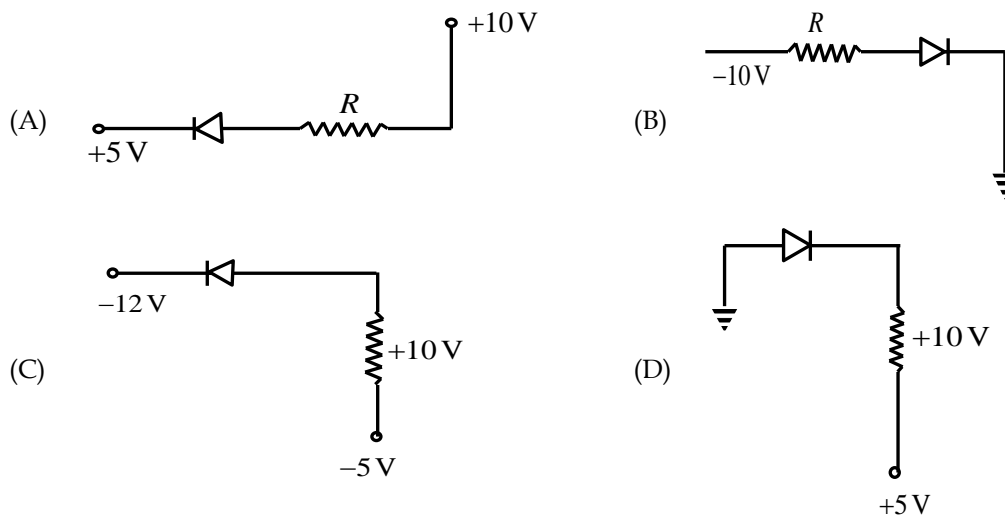 +10 V
R
(A)
+5 V
R
−10 V
(B)
−12 V
+10 V
(C)
−5 V
+10 V
(D)
+5 V